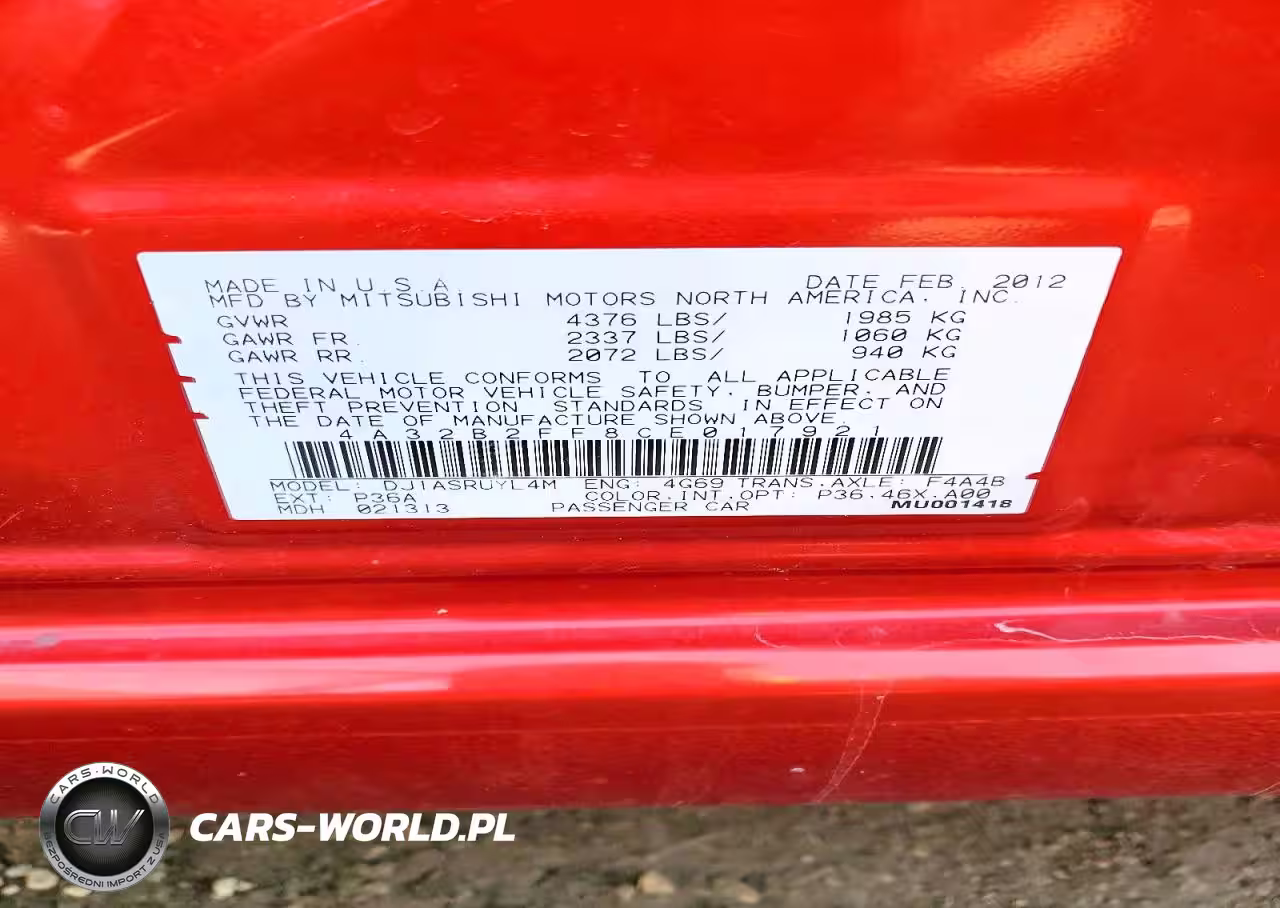 MADE IN U.S.A. DATE FEB. 2012
MFD BY MITSUBISHI MOTORS NORTH AMERICA. INC.
GVWR 4376 LBS/ 1985 KG
GAWR FR. 2337 LBS/ 1060 KG
GAWR RR. 2072 LBS/ 940 KG
THIS VEHICLE CONFORMS TO ALL APPLICABLE
FEDERAL MOTOR VEHICLE SAFETY. BUMPER. AND
THEFT PREVENTION STANDARDS IN EFFECT ON
THE DATE OF MANUFACTURE SHOWN ABOVE.
4A32B2FF8CE017921
MODEL: DJ1ASRUYL4M ENG: 4G69 TRANS.AXLE: F4A4B
EXT: P36A COLOR.INT.OPT: P36.46X.A00
MDH 021313 PASSENGER CAR MU001418
CARS-WORLD
CW
BEZPOŚREDNI IMPORT Z USA
CARS-WORLD.PL